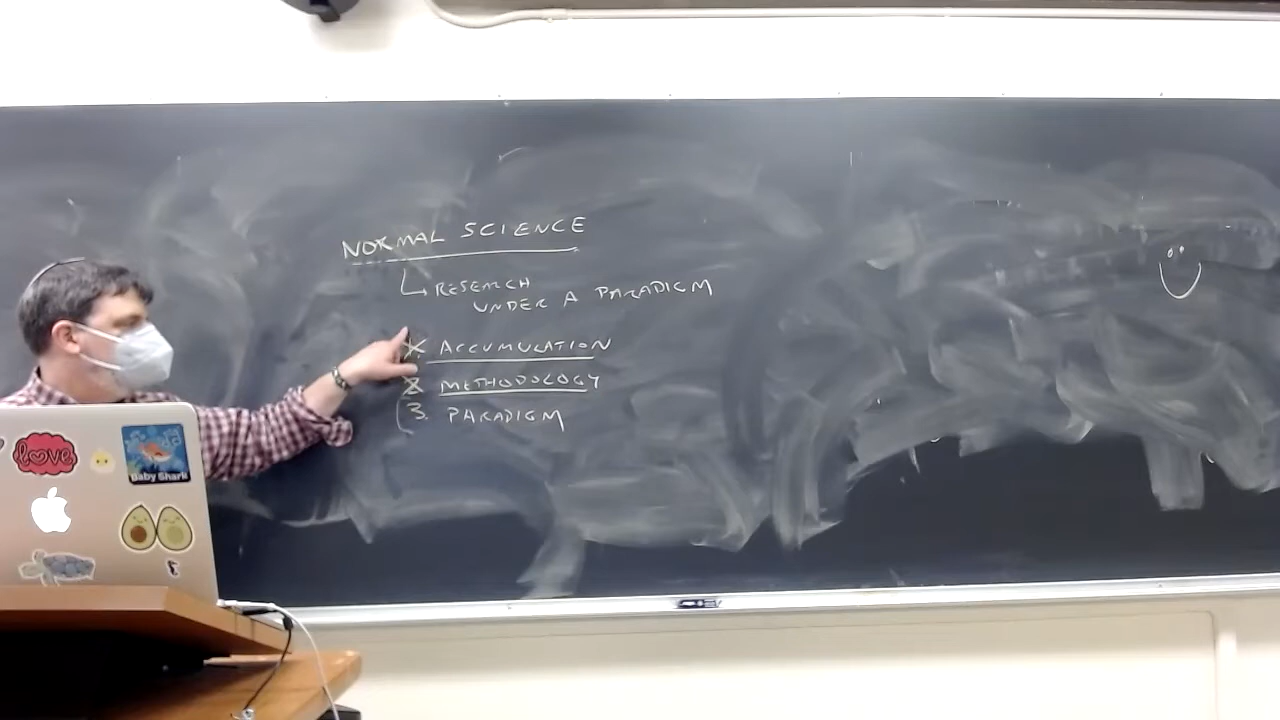 NORMAL SCIENCE
RESEARCH
UNDER A PARADIGM
1. ACCUMULATION
2. METHODOLOGY
3. PARADIGM
love
Baby Shark